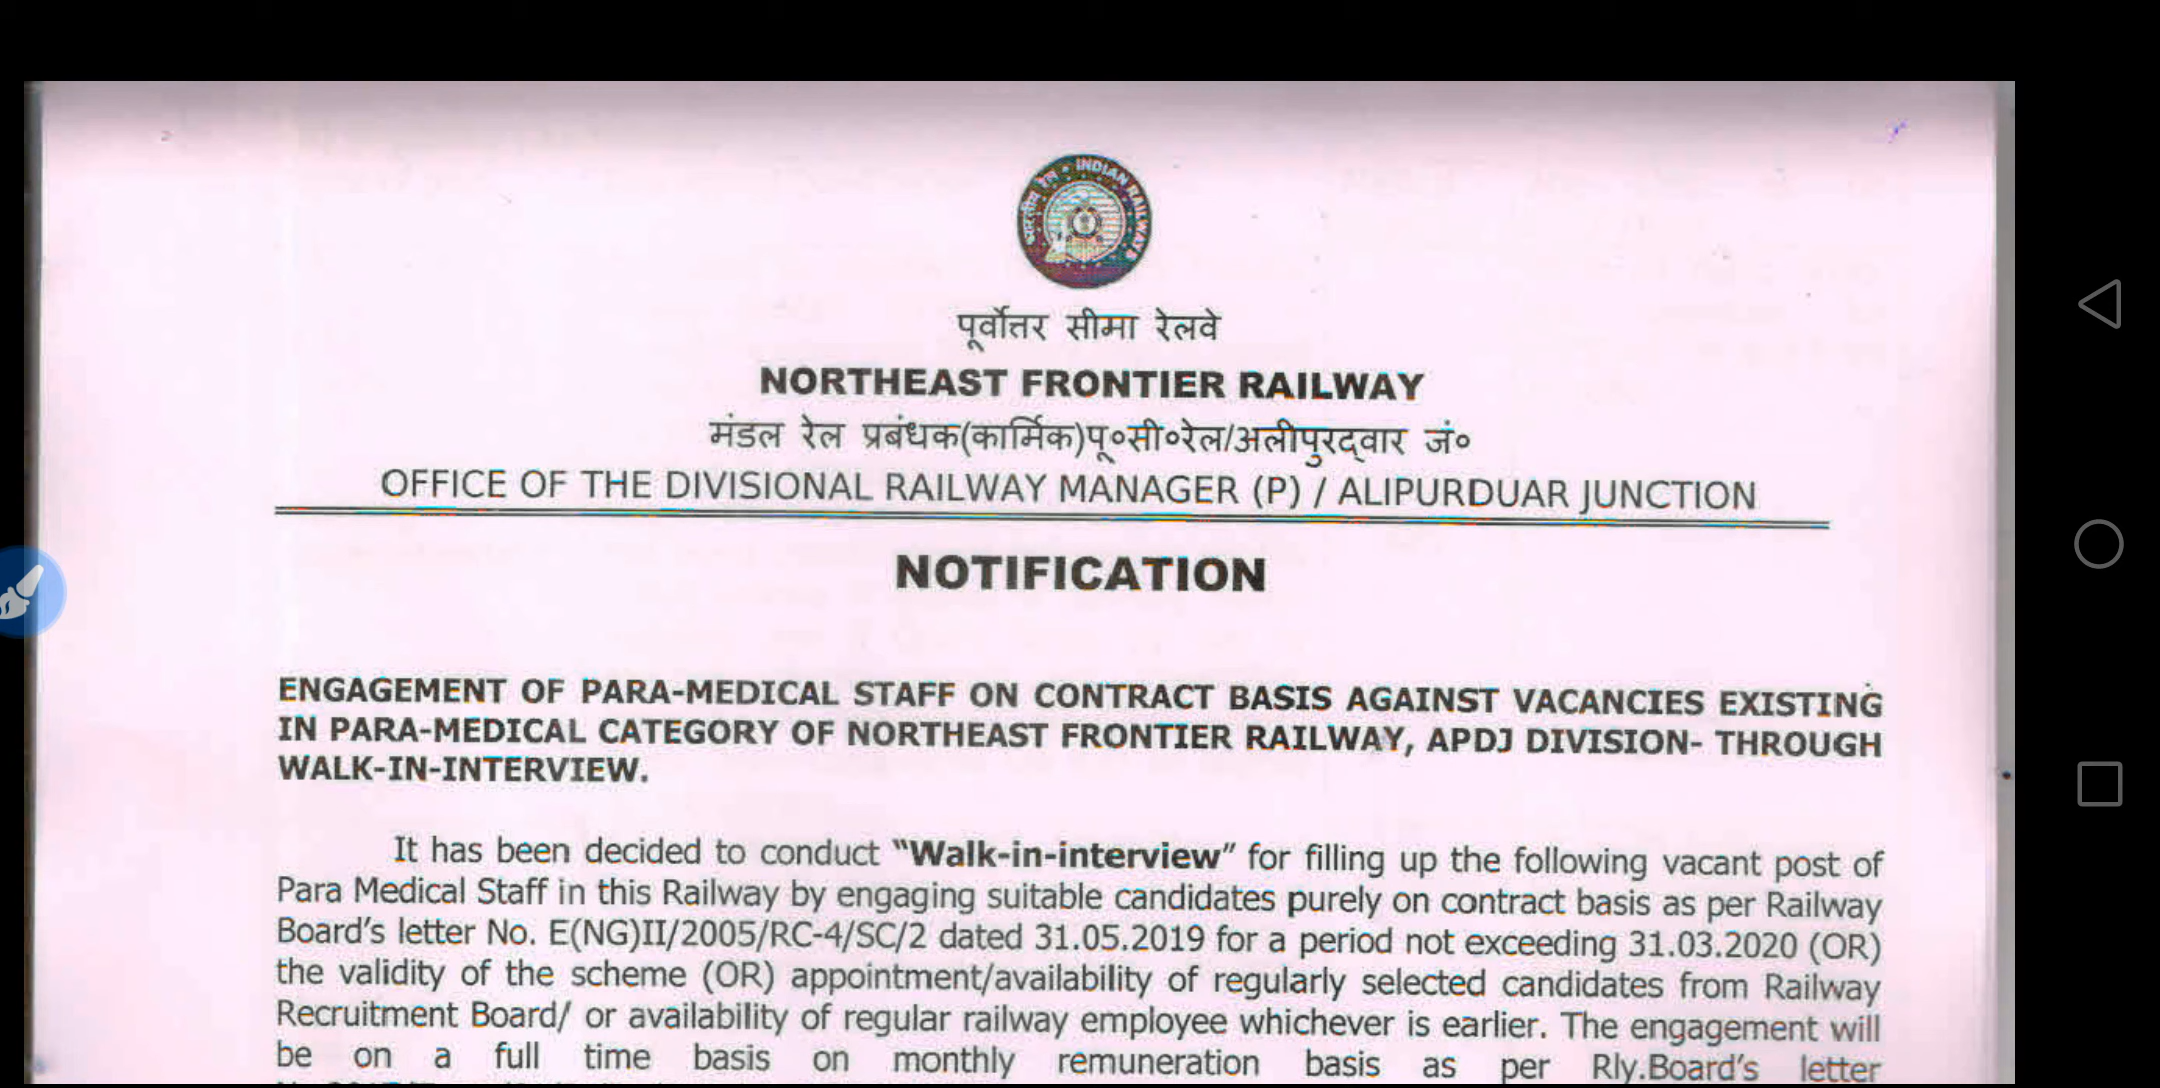 भारतीय रेल • INDIAN RAILWAYS
पूर्वोत्तर सीमा रेलवे
NORTHEAST FRONTIER RAILWAY
मंडल रेल प्रबंधक(कार्मिक)पू०सी०रेल/अलीपुरद्वार जं०
OFFICE OF THE DIVISIONAL RAILWAY MANAGER (P) / ALIPURDUAR JUNCTION
NOTIFICATION
ENGAGEMENT OF PARA-MEDICAL STAFF ON CONTRACT BASIS AGAINST VACANCIES EXISTING
IN PARA-MEDICAL CATEGORY OF NORTHEAST FRONTIER RAILWAY, APDJ DIVISION- THROUGH
WALK-IN-INTERVIEW.
It has been decided to conduct "Walk-in-interview" for filling up the following vacant post of
Para Medical Staff in this Railway by engaging suitable candidates purely on contract basis as per Railway
Board's letter No. E(NG)II/2005/RC-4/SC/2 dated 31.05.2019 for a period not exceeding 31.03.2020 (OR)
the validity of the scheme (OR) appointment/availability of regularly selected candidates from Railway
Recruitment Board/ or availability of regular railway employee whichever is earlier. The engagement will
be on a full time basis on monthly remuneration basis as per Rly.Board's letter